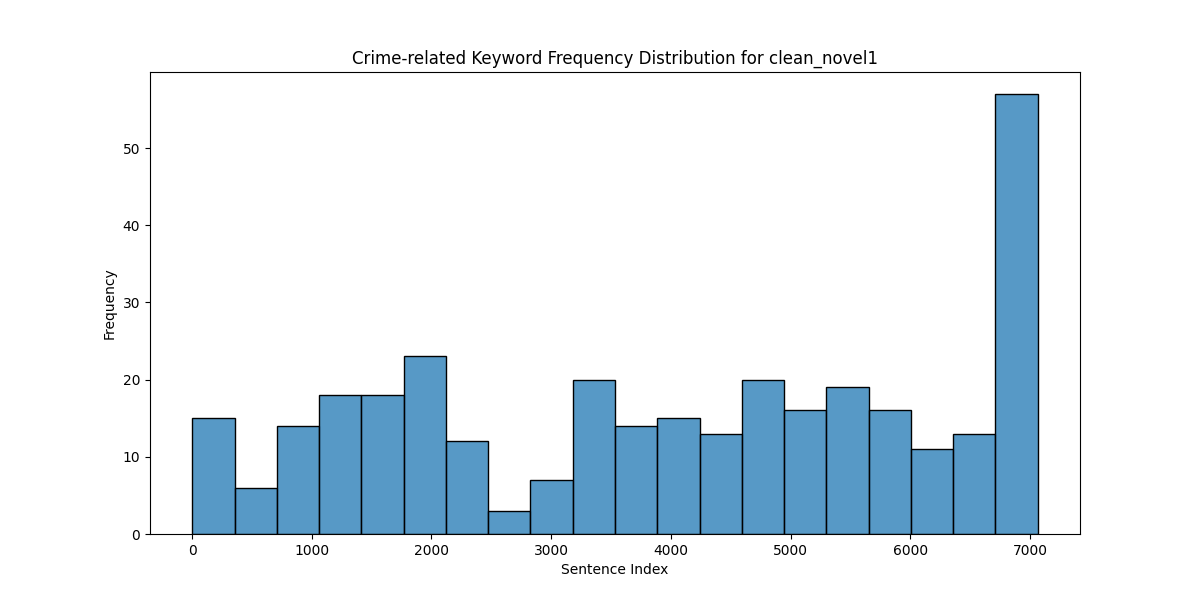 Crime-related Keyword Frequency Distribution for clean_novel1
Frequency
50
40
30
20
10
0
0 1000 2000 3000 4000 5000 6000 7000
Sentence Index